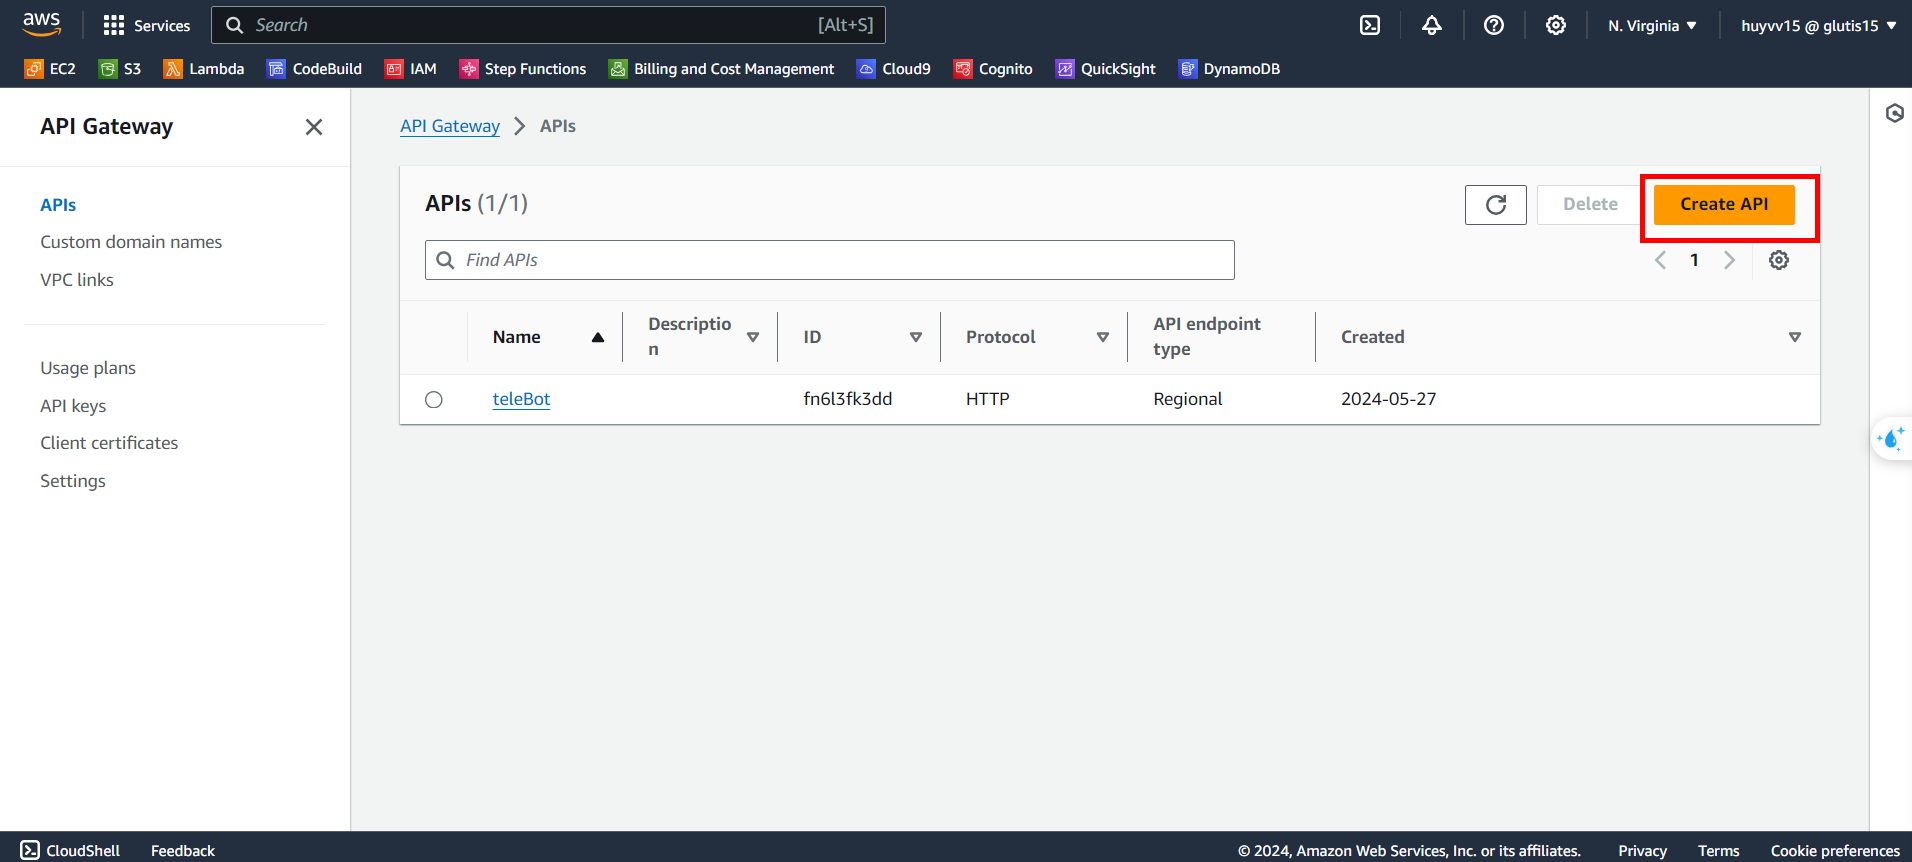 aws Services Search [Alt+S] N. Virginia huyvv15 @ glutis15
EC2 S3 Lambda CodeBuild IAM Step Functions Billing and Cost Management Cloud9 Cognito QuickSight DynamoDB
API Gateway
APIs
Custom domain names
VPC links
Usage plans
API keys
Client certificates
Settings
API Gateway > APIs
APIs (1/1) Delete Create API
Find APIs 1
Name Descriptio
n ID Protocol API endpoint
type Created
teleBot fn6l3fk3dd HTTP Regional 2024-05-27
CloudShell Feedback © 2024, Amazon Web Services, Inc. or its affiliates. Privacy Terms Cookie preferences